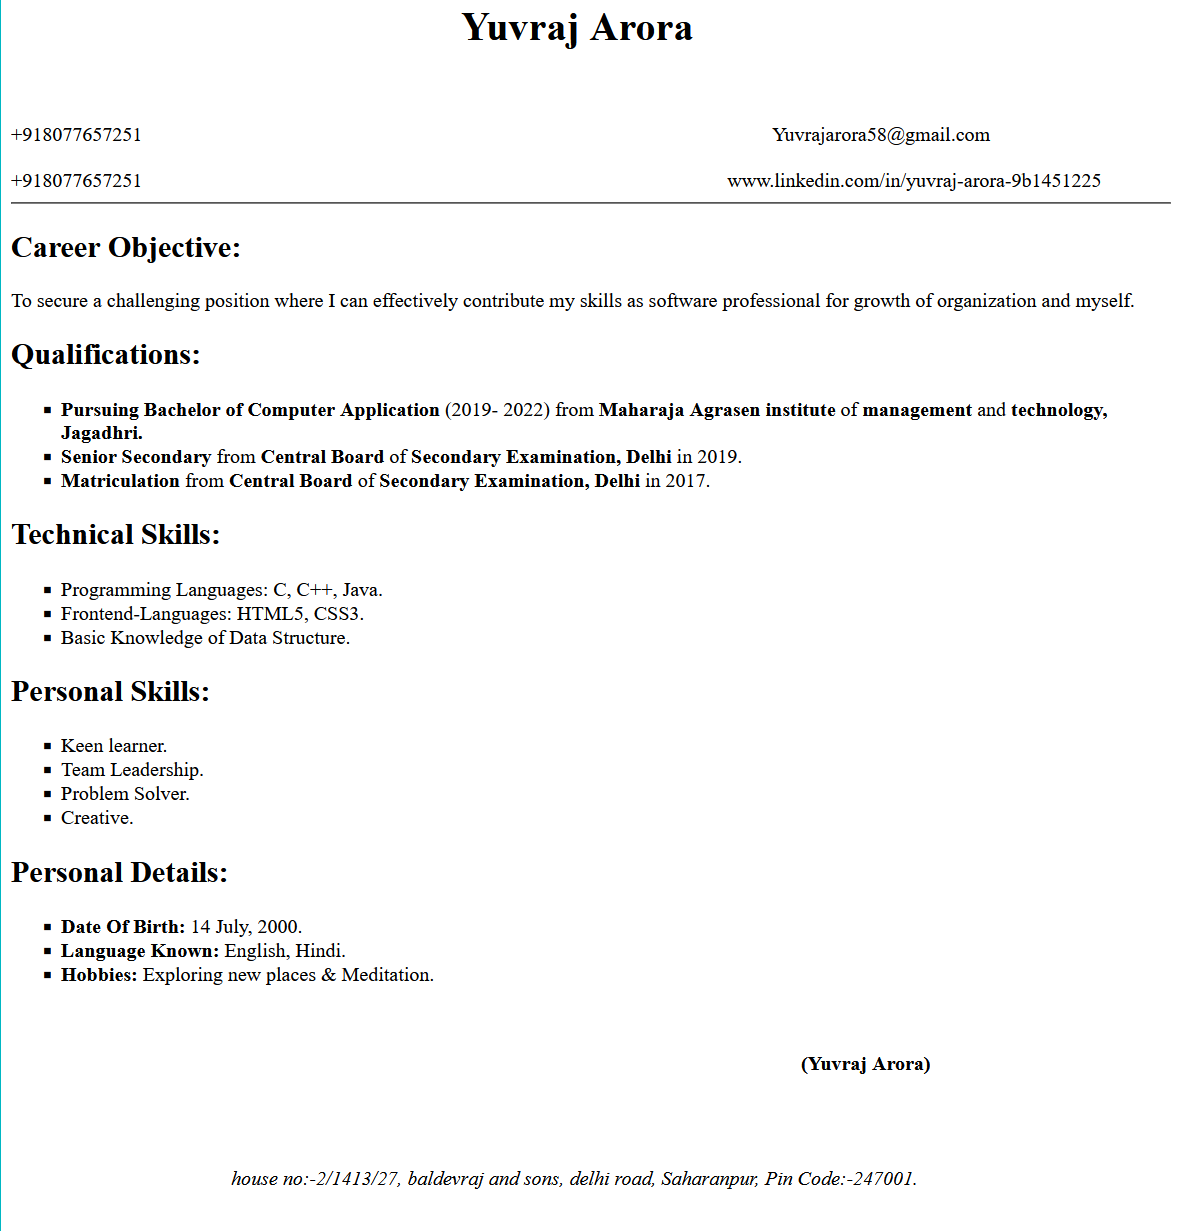 Yuvraj Arora
+918077657251 Yuvrajarora58@gmail.com
+918077657251 www.linkedin.com/in/yuvraj-arora-9b1451225
Career Objective:
To secure a challenging position where I can effectively contribute my skills as software professional for growth of organization and myself.
Qualifications:
▪ Pursuing Bachelor of Computer Application (2019- 2022) from Maharaja Agrasen institute of management and technology,
Jagadhri.
▪ Senior Secondary from Central Board of Secondary Examination, Delhi in 2019.
▪ Matriculation from Central Board of Secondary Examination, Delhi in 2017.
Technical Skills:
▪ Programming Languages: C, C++, Java.
▪ Frontend-Languages: HTML5, CSS3.
▪ Basic Knowledge of Data Structure.
Personal Skills:
▪ Keen learner.
▪ Team Leadership.
▪ Problem Solver.
▪ Creative.
Personal Details:
▪ Date Of Birth: 14 July, 2000.
▪ Language Known: English, Hindi.
▪ Hobbies: Exploring new places & Meditation.
(Yuvraj Arora)
house no:-2/1413/27, baldevraj and sons, delhi road, Saharanpur, Pin Code:-247001.